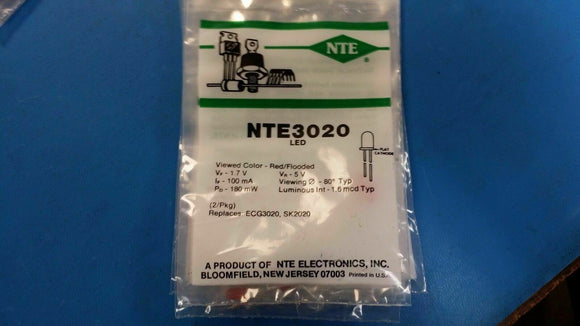 NTE
®
NTE3020
LED
FLAT
CATHODE
Viewed Color - Red/Flooded
VF - 1.7 V VR - 5 V
IF - 100 mA Viewing Ø - 80° Typ
PD - 180 mW Luminous Int - 1.6 mcd Typ
(2/Pkg)
Replaces: ECG3020, SK2020
A PRODUCT OF NTE ELECTRONICS, INC.
BLOOMFIELD, NEW JERSEY 07003 Printed in U.S.